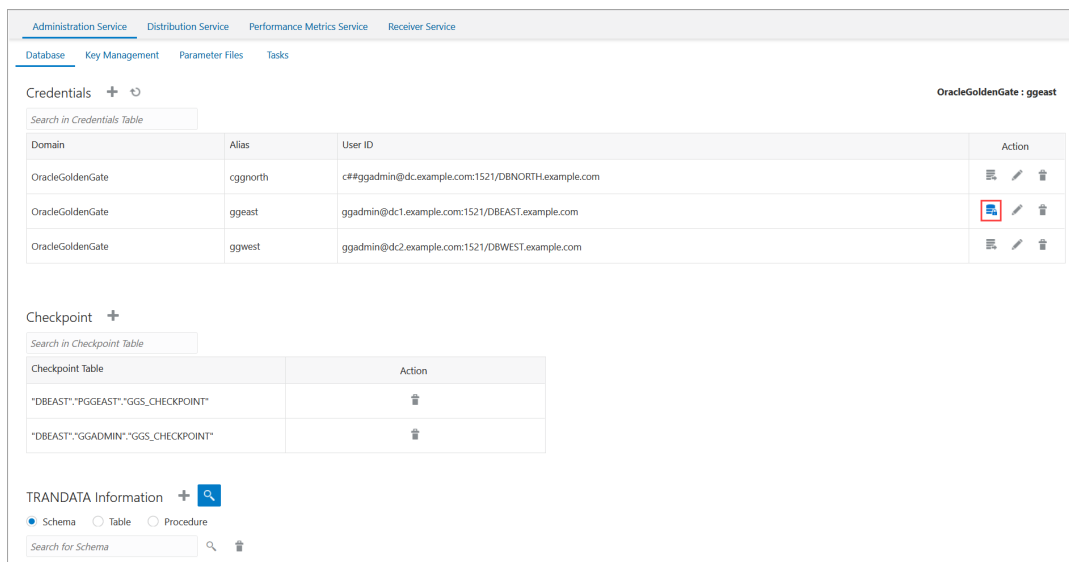 Administration Service Distribution Service Performance Metrics Service Receiver Service
Database Key Management Parameter Files Tasks
Credentials
OracleGoldenGate : ggeast
Search in Credentials Table
Domain Alias User ID Action
OracleGoldenGate cggnorth c##ggadmin@dc.example.com:1521/DBNORTH.example.com
OracleGoldenGate ggeast ggadmin@dc1.example.com:1521/DBEAST.example.com
OracleGoldenGate ggwest ggadmin@dc2.example.com:1521/DBWEST.example.com
Checkpoint
Search in Checkpoint Table
Checkpoint Table Action
"DBEAST"."PGGEAST"."GGS_CHECKPOINT"
"DBEAST"."GGADMIN"."GGS_CHECKPOINT"
TRANDATA Information
Schema Table Procedure
Search for Schema